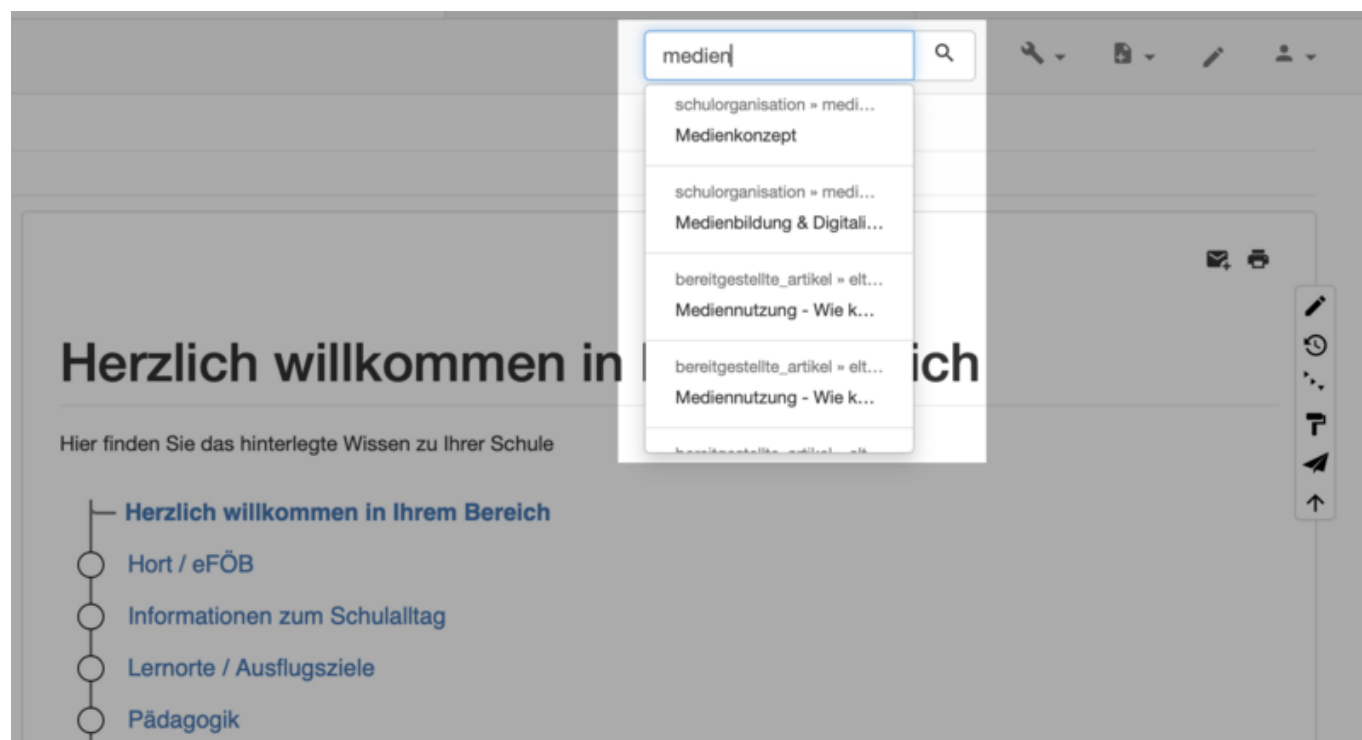 medien
schulorganisation » medi...
Medienkonzept
schulorganisation » medi...
Medienbildung & Digitali...
bereitgestellte_artikel » elt...
Mediennutzung - Wie k...
bereitgestellte_artikel » elt...
Mediennutzung - Wie k...
Herzlich willkommen in ich
Hier finden Sie das hinterlegte Wissen zu Ihrer Schule
Herzlich willkommen in Ihrem Bereich
Hort / eFÖB
Informationen zum Schulalltag
Lernorte / Ausflugsziele
Pädagogik